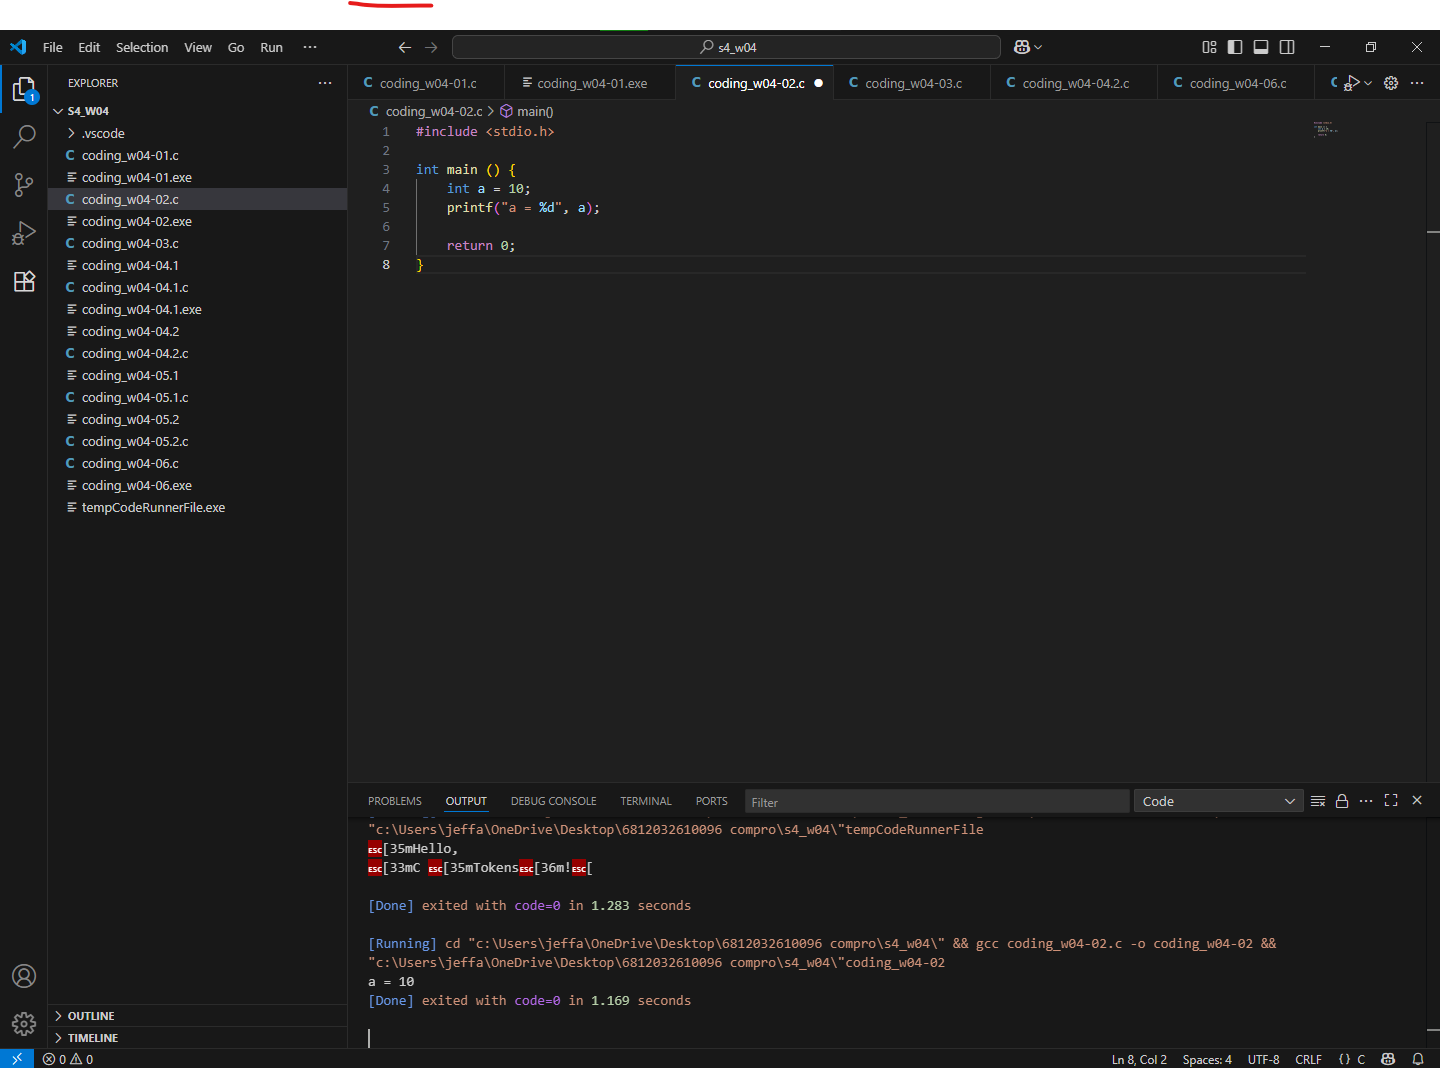 File Edit Selection View Go Run ···
s4_w04
EXPLORER ···
S4_W04
.vscode
C coding_w04-01.c
coding_w04-01.exe
C coding_w04-02.c
coding_w04-02.exe
C coding_w04-03.c
coding_w04-04.1
C coding_w04-04.1.c
coding_w04-04.1.exe
coding_w04-04.2
C coding_w04-04.2.c
coding_w04-05.1
C coding_w04-05.1.c
coding_w04-05.2
C coding_w04-05.2.c
C coding_w04-06.c
coding_w04-06.exe
tempCodeRunnerFile.exe
OUTLINE
TIMELINE
1
C coding_w04-01.c coding_w04-01.exe C coding_w04-02.c C coding_w04-03.c C coding_w04-04.2.c C coding_w04-06.c C ···
C coding_w04-02.c > main()
1 #include <stdio.h>
2
3 int main () {
4 int a = 10;
5 printf("a = %d", a);
6
7 return 0;
8 }
PROBLEMS OUTPUT DEBUG CONSOLE TERMINAL PORTS Filter Code ···
"c:\Users\jeffa\OneDrive\Desktop\6812032610096 compro\s4_w04\"tempCodeRunnerFile
ESC[35mHello,
ESC[33mC ESC[35mTokensESC[36m!ESC[
[Done] exited with code=0 in 1.283 seconds
[Running] cd "c:\Users\jeffa\OneDrive\Desktop\6812032610096 compro\s4_w04\" && gcc coding_w04-02.c -o coding_w04-02 &&
"c:\Users\jeffa\OneDrive\Desktop\6812032610096 compro\s4_w04\"coding_w04-02
a = 10
[Done] exited with code=0 in 1.169 seconds
0 0 Ln 8, Col 2 Spaces: 4 UTF-8 CRLF {} C